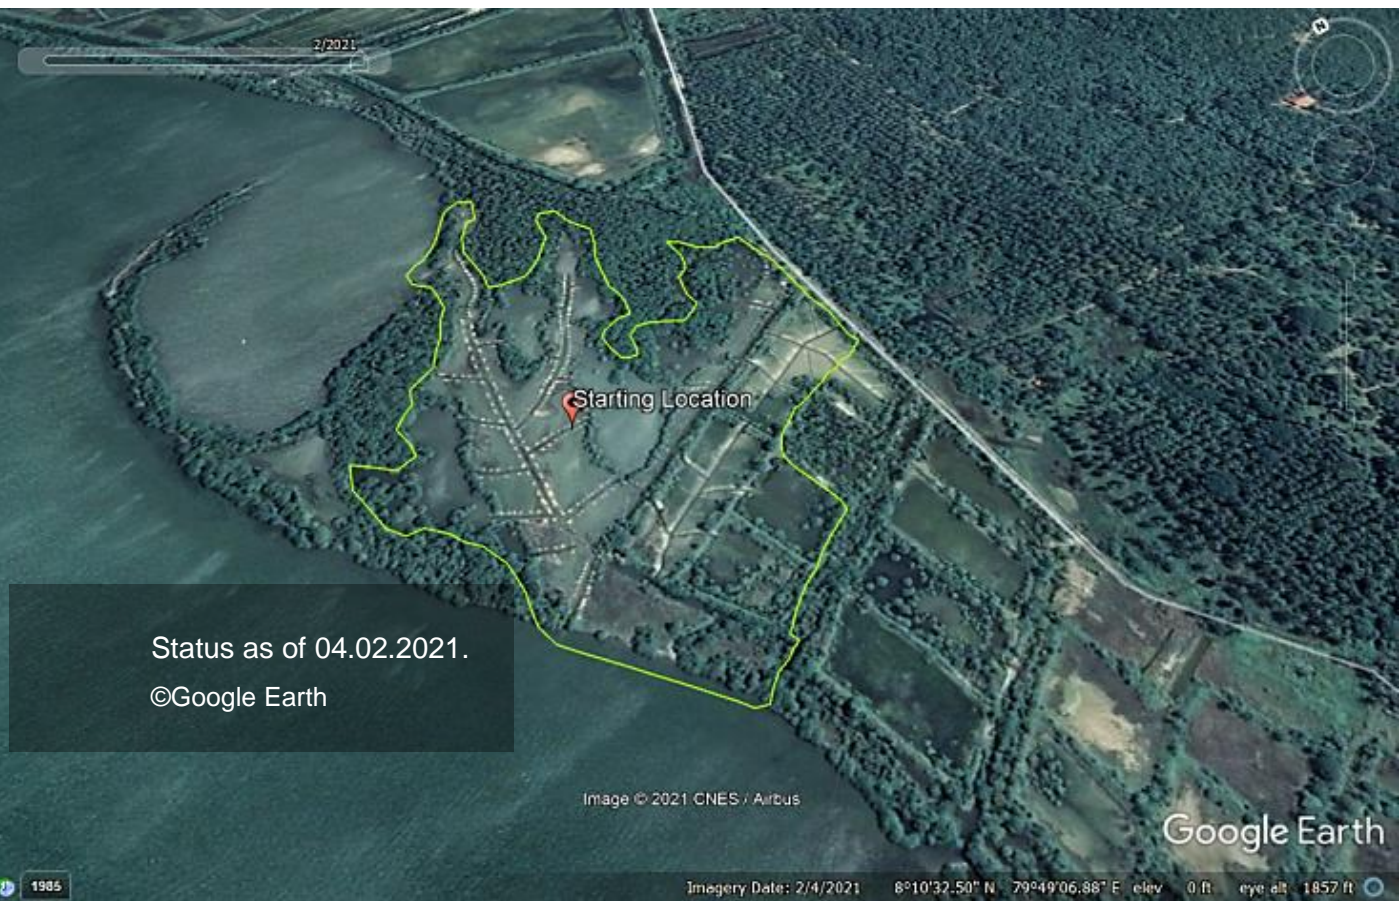 2/2021
N
Starting Location
Status as of 04.02.2021.
©Google Earth
Image © 2021 CNES / Airbus
Google Earth
1985
Imagery Date: 2/4/2021 8°10'32.50" N 79°49'06.88" E elev 0 ft eye alt 1857 ft